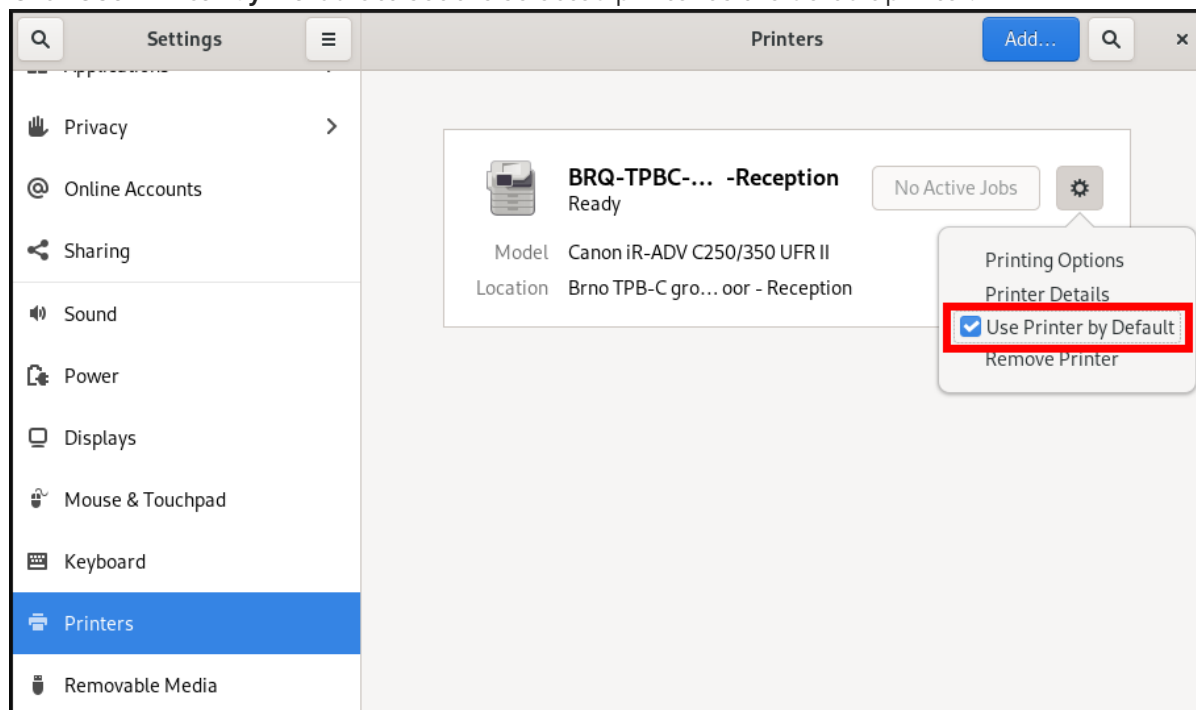 Settings
Printers
Add...
Applications
Privacy
Online Accounts
Sharing
Sound
Power
Displays
Mouse & Touchpad
Keyboard
Printers
Removable Media
BRQ-TPBC-... -Reception
Ready
No Active Jobs
Model Canon iR-ADV C250/350 UFR II
Location Brno TPB-C gro... oor - Reception
Printing Options
Printer Details
Use Printer by Default
Remove Printer